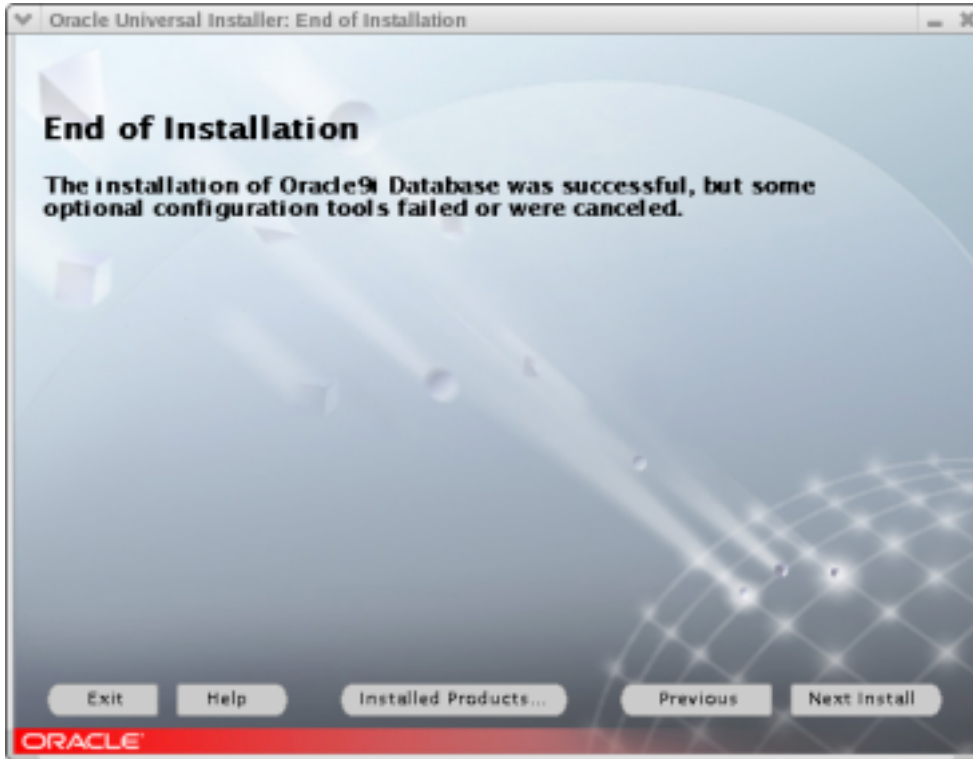 Oracle Universal Installer: End of Installation
End of Installation
The installation of Oracle9i Database was successful, but some
optional configuration tools failed or were canceled.
Exit Help Installed Products... Previous Next Install
ORACLE